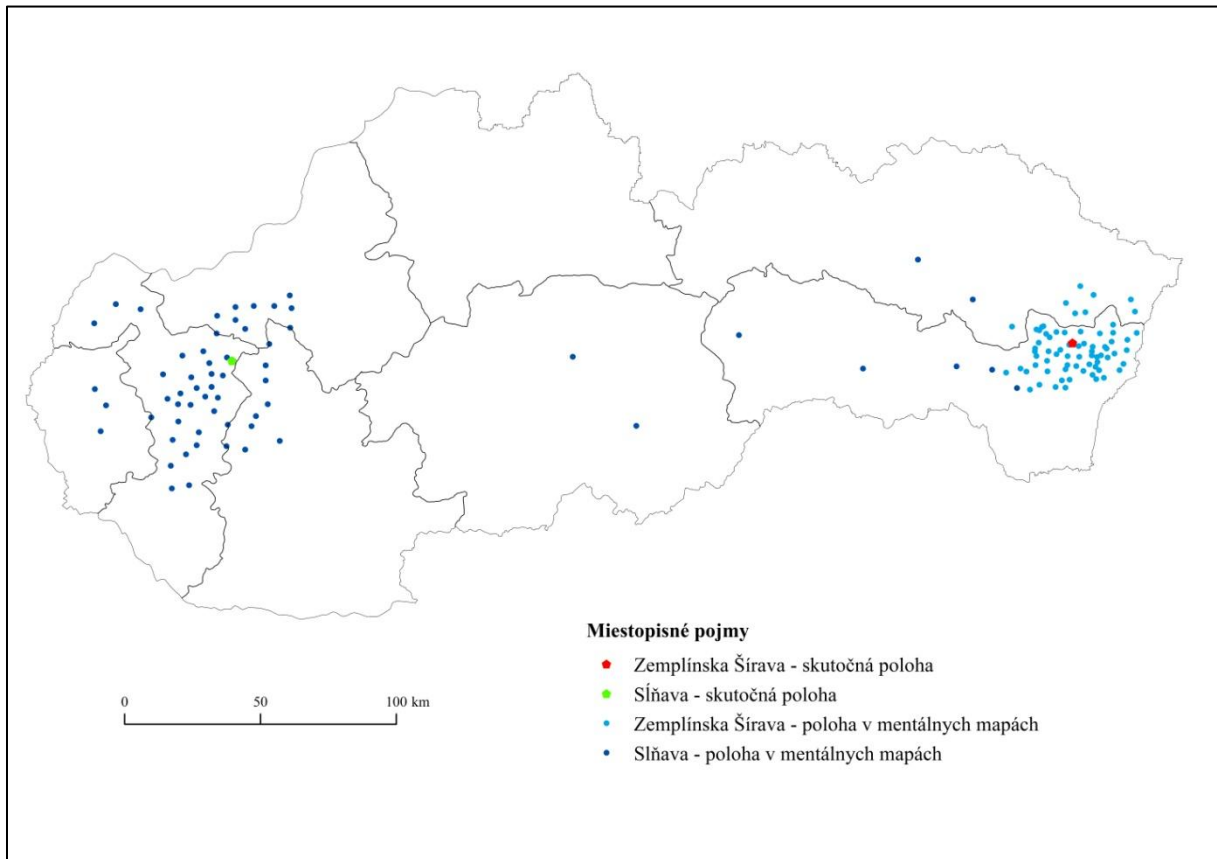 Miestopisné pojmy
Zemplínska Šírava - skutočná poloha
Sĺňava - skutočná poloha
Zemplínska Šírava - poloha v mentálnych mapách
Slňava - poloha v mentálnych mapách
0 50 100 km